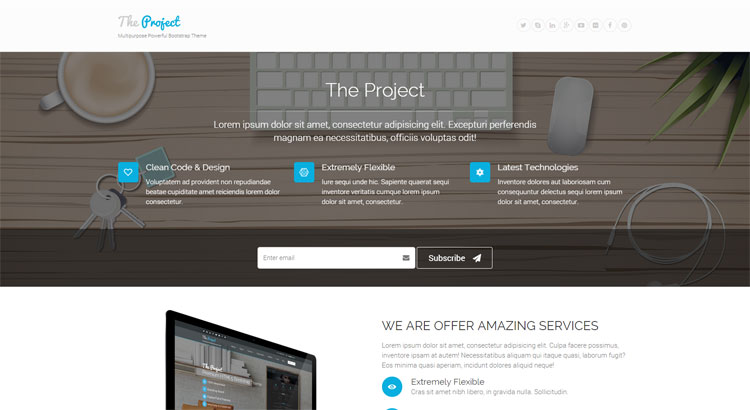 The Project
Multipurpose Powerful Bootstrap Theme
The Project
Lorem ipsum dolor sit amet, consectetur adipisicing elit. Excepturi perferendis
magnam ea necessitatibus, officiis voluptas odit!
Clean Code & Design
Voluptatem ad provident non repudiandae
beatae cupiditate amet reiciendis lorem dolor
consectetur.
Extremely Flexible
Iure sequi unde hic. Sapiente quaerat sequi
inventore veritatis cumque lorem ipsum
dolor sit amet, consectetur.
Latest Technologies
Inventore dolores aut laboriosam cum
consequuntur delectus sequi lorem ipsum
dolor sit amet, consectetur.
Enter email
Subscribe
The Project
WE ARE OFFER AMAZING SERVICES
Lorem ipsum dolor sit amet, consectetur adipisicing elit. Culpa facere possimus,
inventore ipsam at autem! Necessitatibus aliquam qui itaque quasi, laborum fugit?
Eos minima quasi aperiam, incidunt dolores aliquid neque!
Extremely Flexible
Cras sit amet nibh libero, in gravida nulla. Sollicitudin.